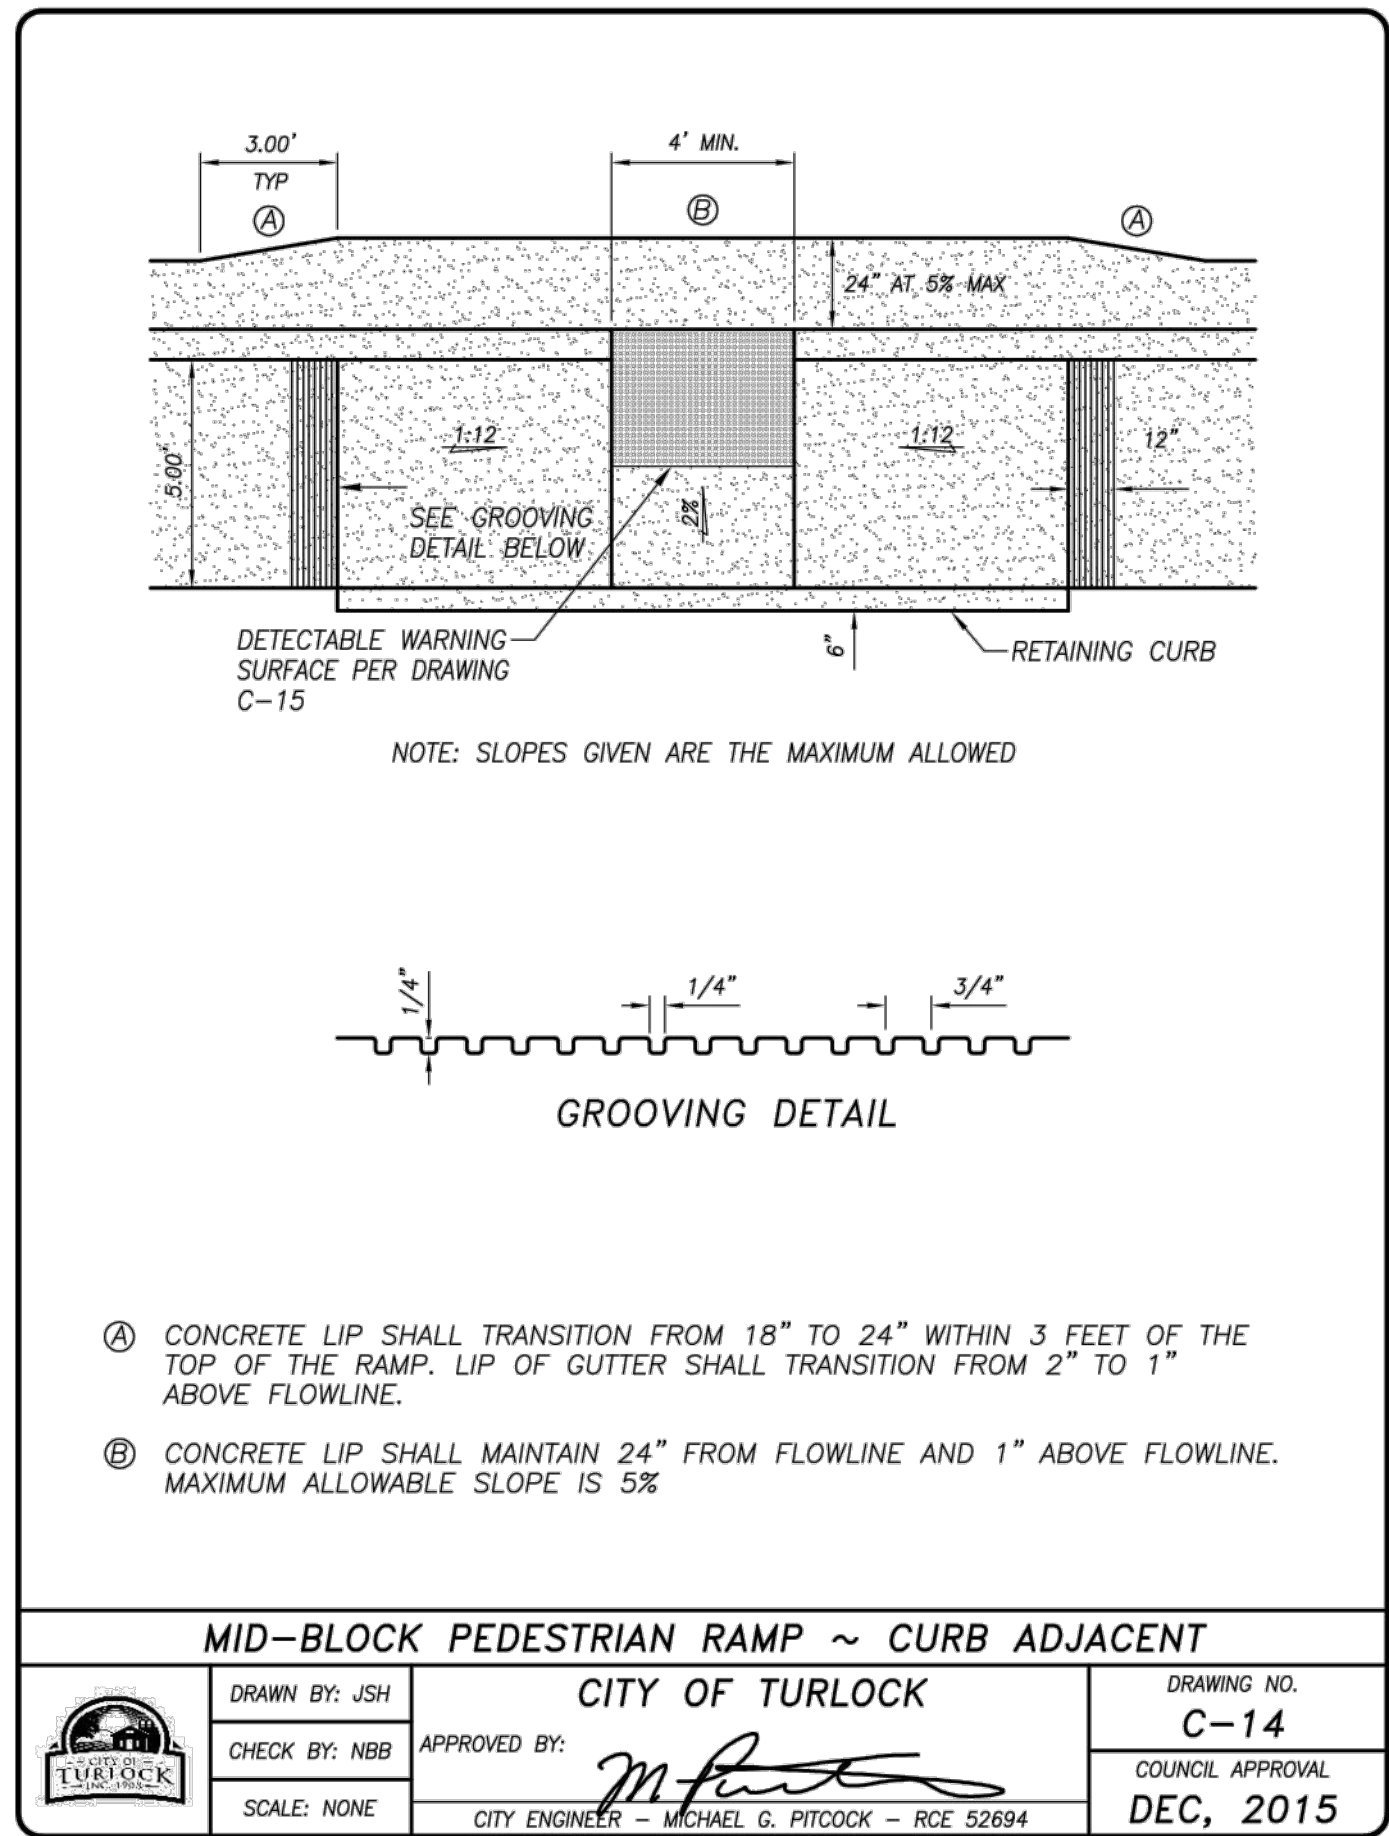 3.00'
TYP
A
4' MIN.
B
A
24" AT 5% MAX
5.00'
1:12
1:12
12"
2%
SEE GROOVING
DETAIL BELOW
DETECTABLE WARNING
SURFACE PER DRAWING
C-15
6"
RETAINING CURB
NOTE: SLOPES GIVEN ARE THE MAXIMUM ALLOWED
1/4"
1/4"
3/4"
GROOVING DETAIL
A CONCRETE LIP SHALL TRANSITION FROM 18" TO 24" WITHIN 3 FEET OF THE
TOP OF THE RAMP. LIP OF GUTTER SHALL TRANSITION FROM 2" TO 1"
ABOVE FLOWLINE.
B CONCRETE LIP SHALL MAINTAIN 24" FROM FLOWLINE AND 1" ABOVE FLOWLINE.
MAXIMUM ALLOWABLE SLOPE IS 5%
MID-BLOCK PEDESTRIAN RAMP ~ CURB ADJACENT
CITY OF
TURLOCK
INC. 1908
DRAWN BY: JSH
CHECK BY: NBB
SCALE: NONE
CITY OF TURLOCK
APPROVED BY:
CITY ENGINEER - MICHAEL G. PITCOCK - RCE 52694
DRAWING NO.
C-14
COUNCIL APPROVAL
DEC, 2015